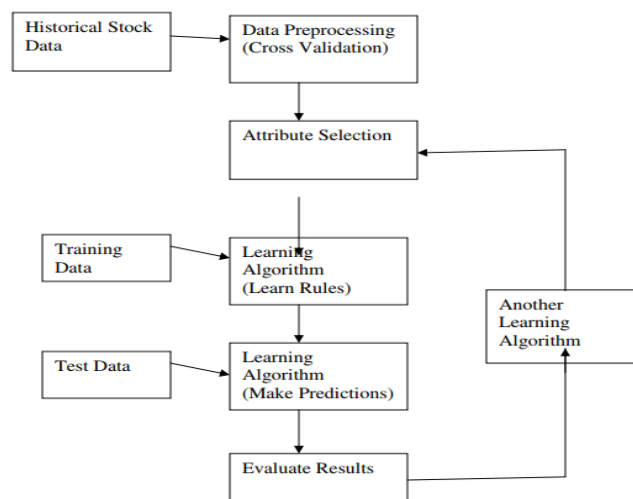 Historical Stock
Data
Data Preprocessing
(Cross Validation)
Attribute Selection
Training
Data
Learning
Algorithm
(Learn Rules)
Another
Learning
Algorithm
Test Data
Learning
Algorithm
(Make Predictions)
Evaluate Results